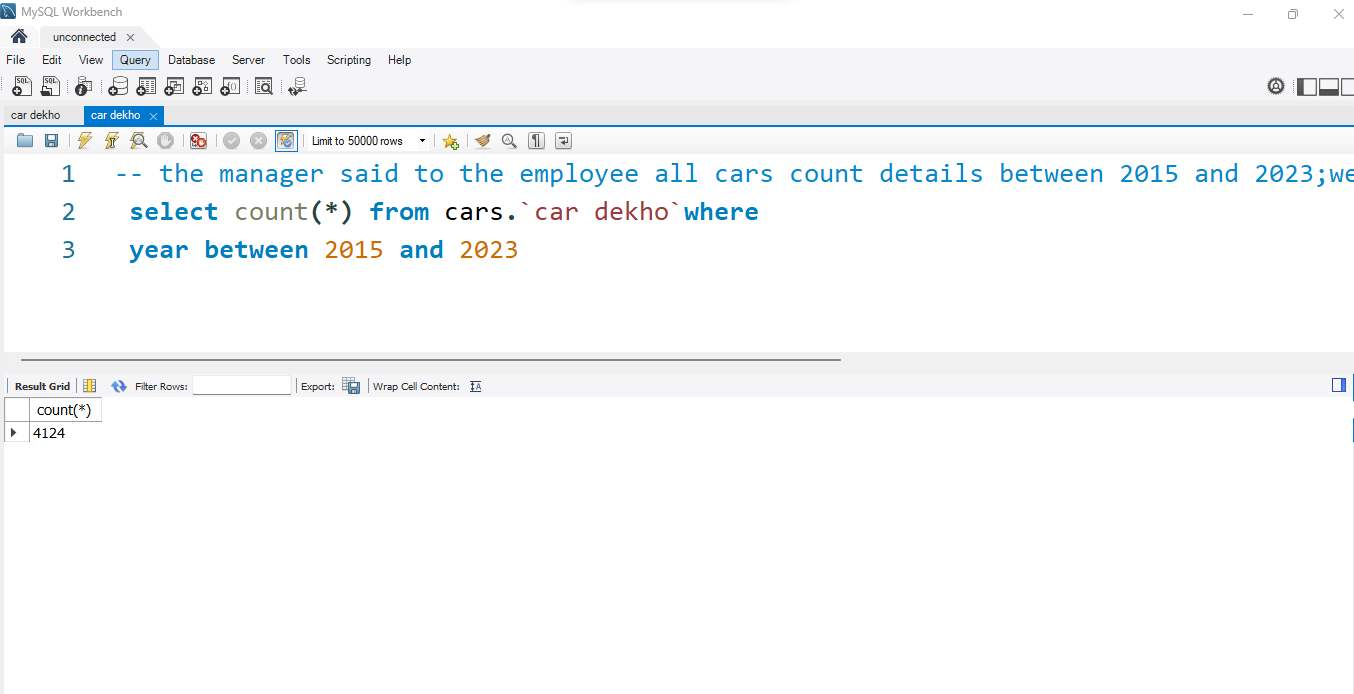 MySQL Workbench
unconnected
File Edit View Query Database Server Tools Scripting Help
car dekho car dekho
Limit to 50000 rows
1 -- the manager said to the employee all cars count details between 2015 and 2023;we
2 select count(*) from cars.`car dekho`where
3 year between 2015 and 2023
Result Grid Filter Rows: Export: Wrap Cell Content:
count(*)
4124